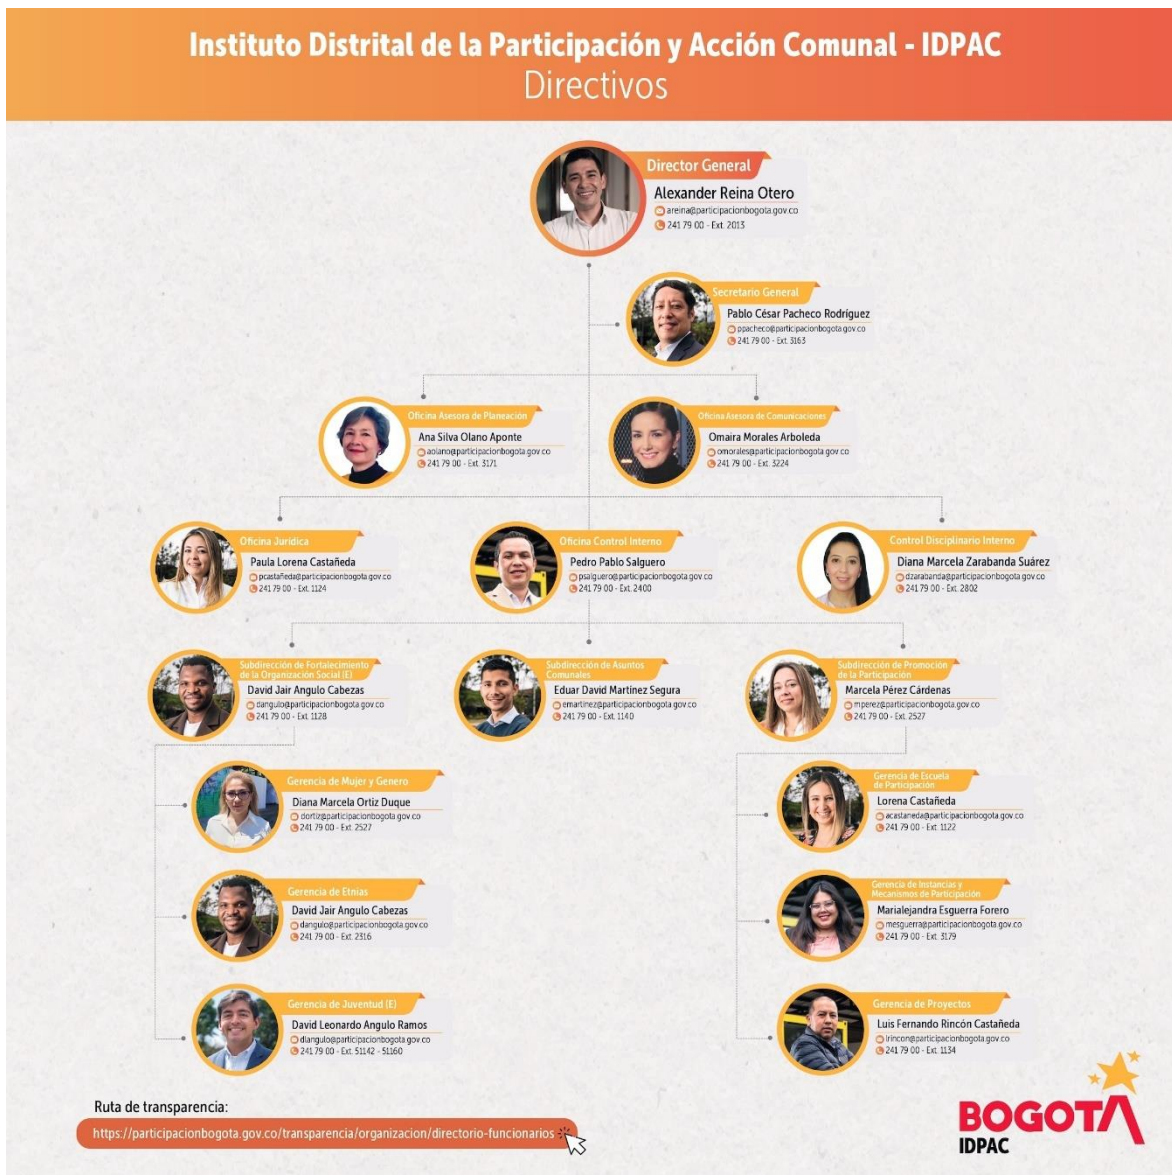 Instituto Distrital de la Participación y Acción Comunal - IDPAC
Directivos
Director General
Alexander Reina Otero
areina@participacionbogota.gov.co
241 79 00 - Ext. 2013
Secretario General
Pablo César Pacheco Rodríguez
ppacheco@participacionbogota.gov.co
241 79 00 - Ext. 3163
Oficina Asesora de Planeación
Ana Silva Olano Aponte
aolano@participacionbogota.gov.co
241 79 00 - Ext. 3171
Oficina Asesora de Comunicaciones
Omaira Morales Arboleda
omorales@participacionbogota.gov.co
241 79 00 - Ext. 3224
Oficina Jurídica
Paula Lorena Castañeda
pcastañeda@participacionbogota.gov.co
241 79 00 - Ext. 1124
Oficina Control Interno
Pedro Pablo Salguero
psalguero@participacionbogota.gov.co
241 79 00 - Ext. 2400
Control Disciplinario Interno
Diana Marcela Zarabanda Suárez
dzarabanda@participacionbogota.gov.co
241 79 00 - Ext. 2802
Subdirección de Fortalecimiento
de la Organización Social (E)
David Jair Angulo Cabezas
dangulo@participacionbogota.gov.co
241 79 00 - Ext. 1128
Subdirección de Asuntos
Comunales
Eduar David Martínez Segura
emartinez@participacionbogota.gov.co
241 79 00 - Ext. 1140
Subdirección de Promoción
de la Participación
Marcela Pérez Cárdenas
mperez@participacionbogota.gov.co
241 79 00 - Ext. 2527
Gerencia de Mujer y Genero
Diana Marcela Ortiz Duque
dortiz@participacionbogota.gov.co
241 79 00 - Ext. 2527
Gerencia de Etnias
David Jair Angulo Cabezas
dangulo@participacionbogota.gov.co
241 79 00 - Ext. 2316
Gerencia de Juventud (E)
David Leonardo Angulo Ramos
dlangulo@participacionbogota.gov.co
241 79 00 - Ext. 51142 - 51160
Gerencia de Escuela
de Participación
Lorena Castañeda
acastaneda@participacionbogota.gov.co
241 79 00 - Ext. 1122
Gerencia de Instancias y
Mecanismos de Participación
Marialejandra Esguerra Forero
mesguerra@participacionbogota.gov.co
241 79 00 - Ext. 3179
Gerencia de Proyectos
Luis Fernando Rincón Castañeda
lrincon@participacionbogota.gov.co
241 79 00 - Ext. 1134
Ruta de transparencia:
https://participacionbogota.gov.co/transparencia/organizacion/directorio-funcionarios
BOGOTÁ
IDPAC